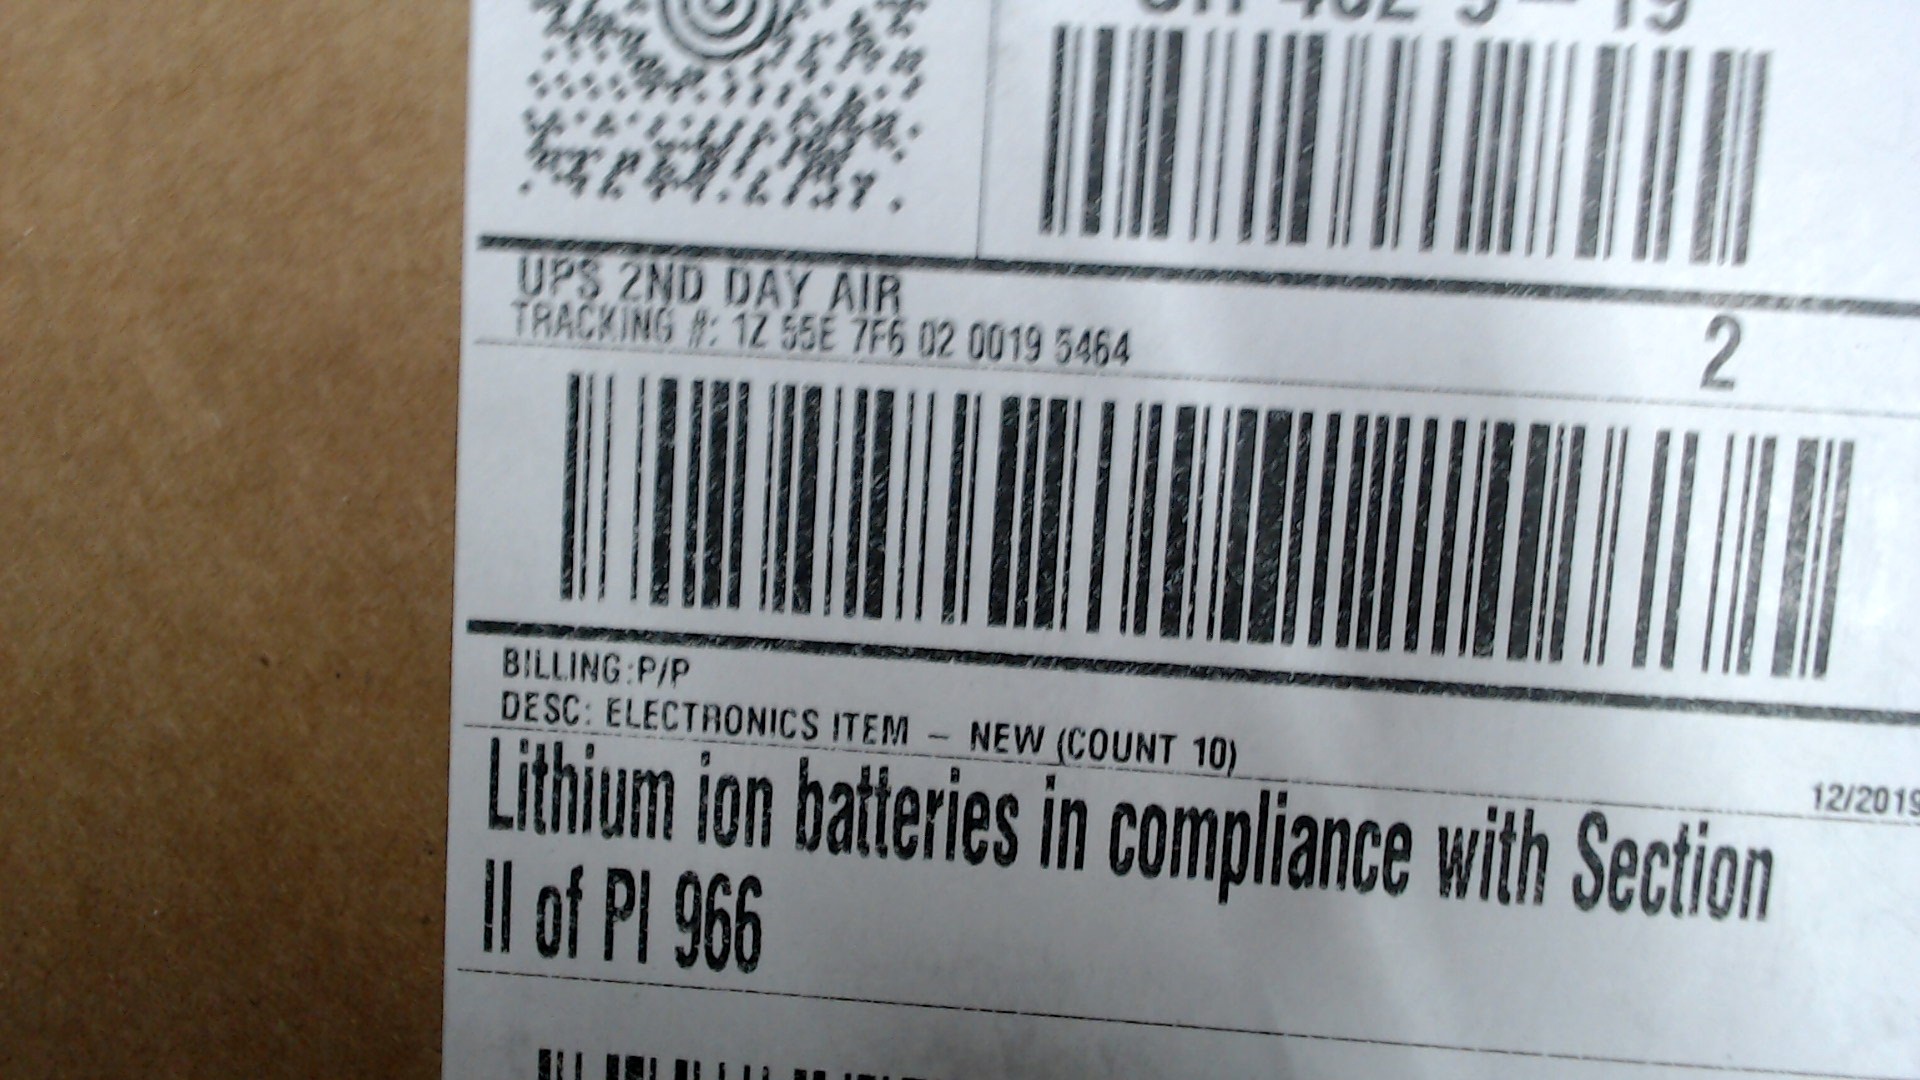 UPS 2ND DAY AIR
TRACKING #: 1Z 55E 7F6 02 0019 5464
2
BILLING:P/P
DESC: ELECTRONICS ITEM – NEW (COUNT 10)
12/2019
Lithium ion batteries in compliance with Section
II of PI 966